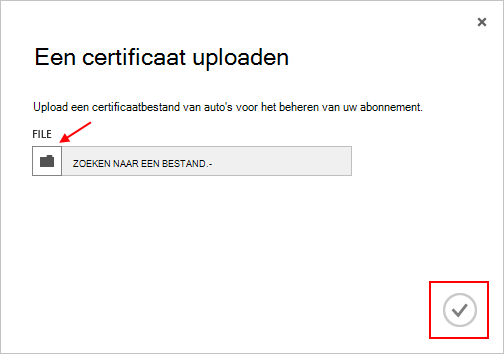 Een certificaat uploaden
Upload een certificaatbestand van auto's voor het beheren van uw abonnement.
FILE
ZOEKEN NAAR EEN BESTAND.-